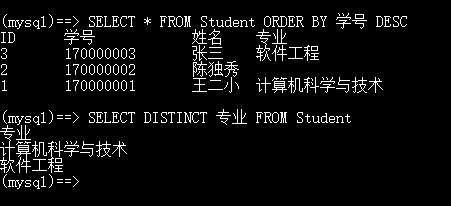 (mysql)==> SELECT * FROM Student ORDER BY 学号 DESC
ID 学号 姓名 专业
3 170000003 张三 软件工程
2 170000002 陈独秀
1 170000001 王二小 计算机科学与技术
(mysql)==> SELECT DISTINCT 专业 FROM Student
专业
计算机科学与技术
软件工程
(mysql)==>